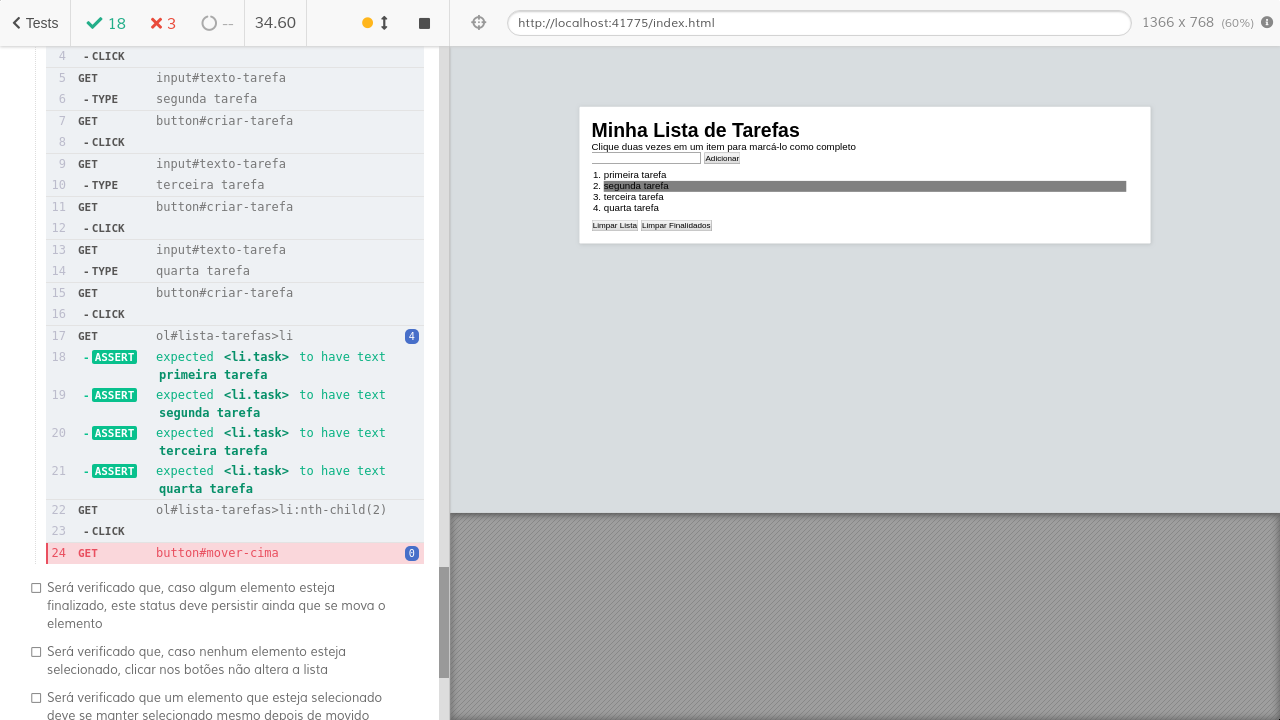 Tests 18 3 -- 34.60
http://localhost:41775/index.html 1366 x 768 (60%)
4 - CLICK
5 GET input#texto-tarefa
6 - TYPE segunda tarefa
7 GET button#criar-tarefa
8 - CLICK
9 GET input#texto-tarefa
10 - TYPE terceira tarefa
11 GET button#criar-tarefa
12 - CLICK
13 GET input#texto-tarefa
14 - TYPE quarta tarefa
15 GET button#criar-tarefa
16 - CLICK
17 GET ol#lista-tarefas>li 4
18 - ASSERT expected <li.task> to have text
primeira tarefa
19 - ASSERT expected <li.task> to have text
segunda tarefa
20 - ASSERT expected <li.task> to have text
terceira tarefa
21 - ASSERT expected <li.task> to have text
quarta tarefa
22 GET ol#lista-tarefas>li:nth-child(2)
23 - CLICK
24 GET button#mover-cima 0
Será verificado que, caso algum elemento esteja
finalizado, este status deve persistir ainda que se mova o
elemento
Será verificado que, caso nenhum elemento esteja
selecionado, clicar nos botões não altera a lista
Será verificado que um elemento que esteja selecionado
deve se manter selecionado mesmo depois de movido
Minha Lista de Tarefas
Clique duas vezes em um item para marcá-lo como completo
Adicionar
1. primeira tarefa
2. segunda tarefa
3. terceira tarefa
4. quarta tarefa
Limpar Lista Limpar Finalidados